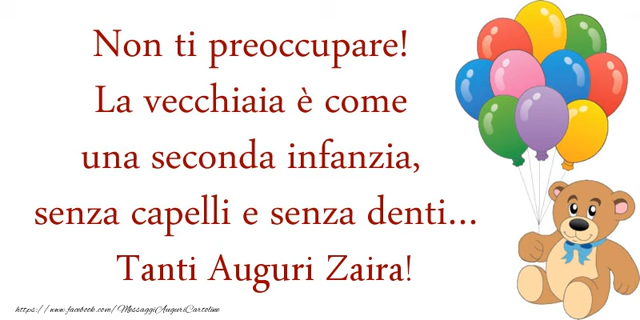 Non ti preoccupare!
La vecchiaia è come
una seconda infanzia,
senza capelli e senza denti...
Tanti Auguri Zaira!
https://www.facebook.com/MessaggiAuguriCartoline